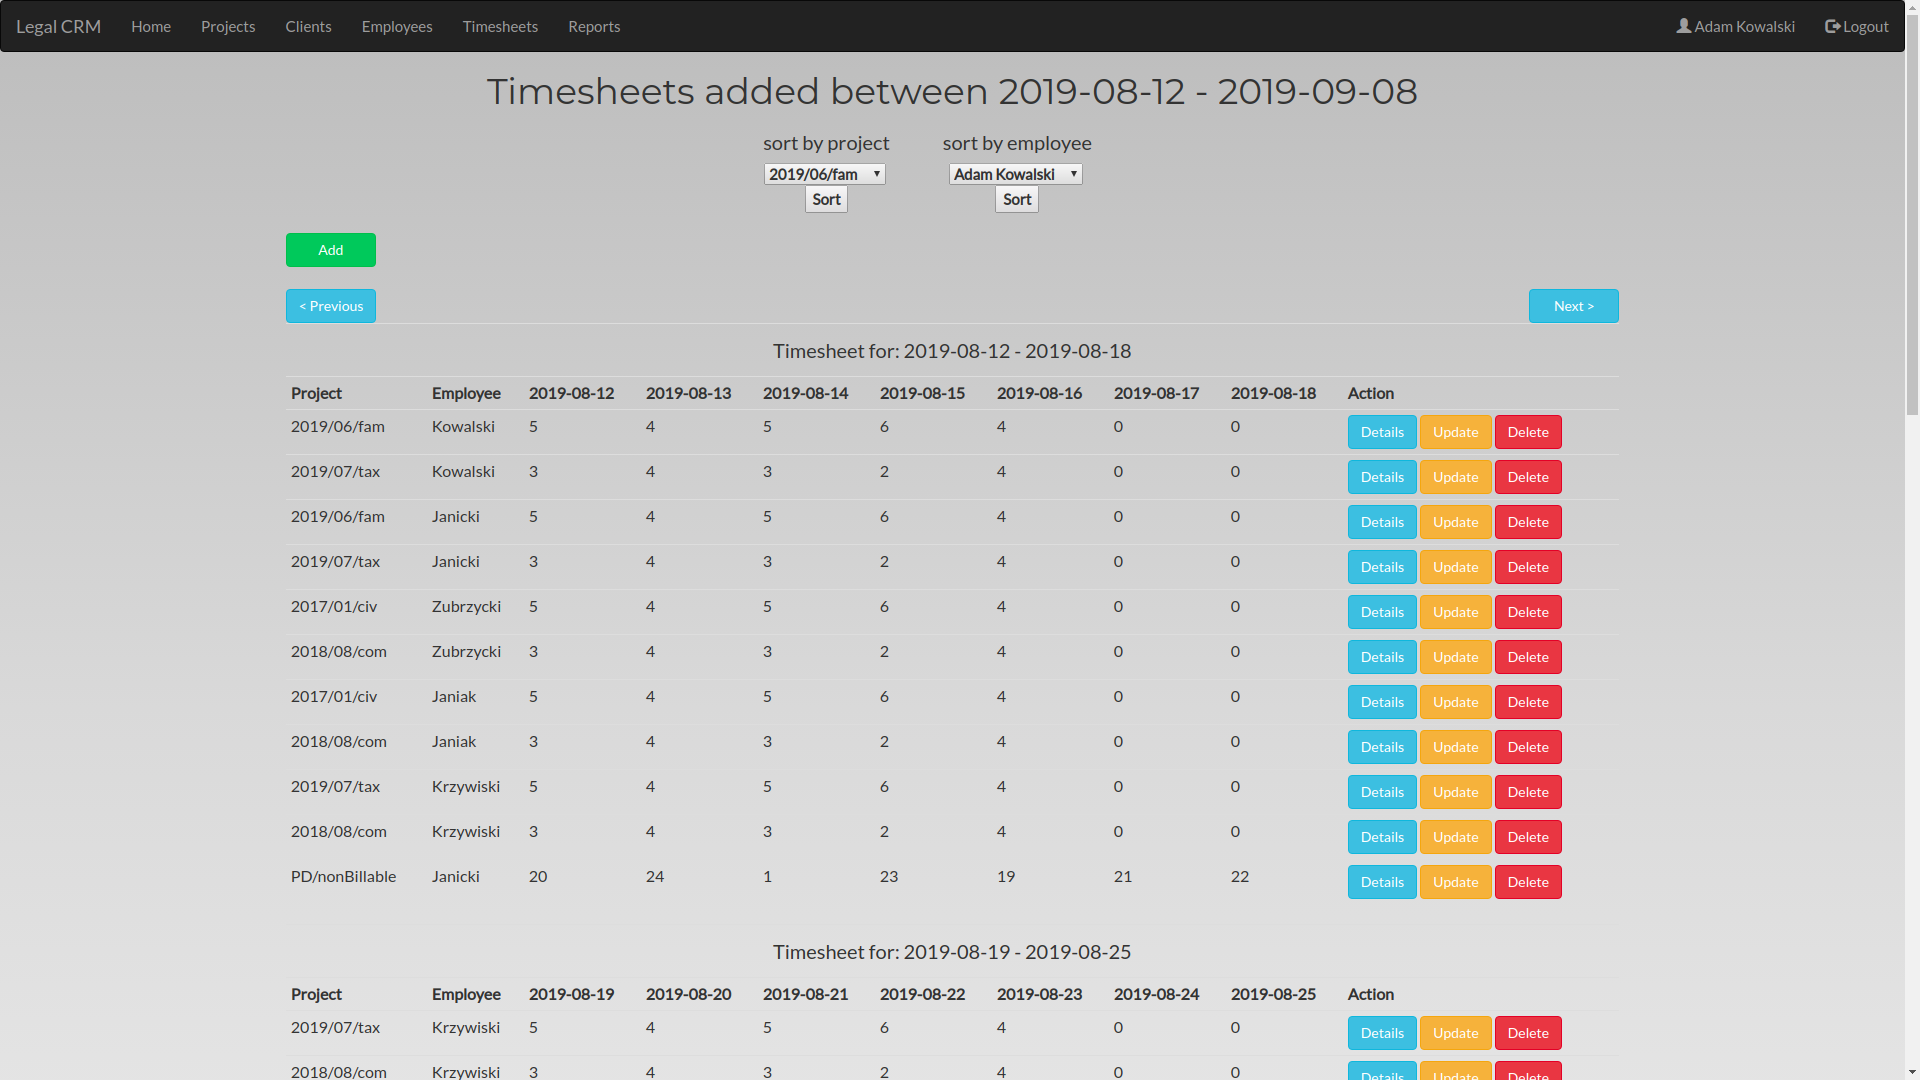 Legal CRM Home Projects Clients Employees Timesheets Reports Adam Kowalski Logout
Timesheets added between 2019-08-12 - 2019-09-08
sort by project sort by employee
2019/06/fam Adam Kowalski
Sort Sort
Add
< Previous Next >
Timesheet for: 2019-08-12 - 2019-08-18
Project Employee 2019-08-12 2019-08-13 2019-08-14 2019-08-15 2019-08-16 2019-08-17 2019-08-18 Action
2019/06/fam Kowalski 5 4 5 6 4 0 0 Details Update Delete
2019/07/tax Kowalski 3 4 3 2 4 0 0 Details Update Delete
2019/06/fam Janicki 5 4 5 6 4 0 0 Details Update Delete
2019/07/tax Janicki 3 4 3 2 4 0 0 Details Update Delete
2017/01/civ Zubrzycki 5 4 5 6 4 0 0 Details Update Delete
2018/08/com Zubrzycki 3 4 3 2 4 0 0 Details Update Delete
2017/01/civ Janiak 5 4 5 6 4 0 0 Details Update Delete
2018/08/com Janiak 3 4 3 2 4 0 0 Details Update Delete
2019/07/tax Krzywiski 5 4 5 6 4 0 0 Details Update Delete
2018/08/com Krzywiski 3 4 3 2 4 0 0 Details Update Delete
PD/nonBillable Janicki 20 24 1 23 19 21 22 Details Update Delete
Timesheet for: 2019-08-19 - 2019-08-25
Project Employee 2019-08-19 2019-08-20 2019-08-21 2019-08-22 2019-08-23 2019-08-24 2019-08-25 Action
2019/07/tax Krzywiski 5 4 5 6 4 0 0 Details Update Delete
2018/08/com Krzywiski 3 4 3 2 4 0 0 Details Update Delete